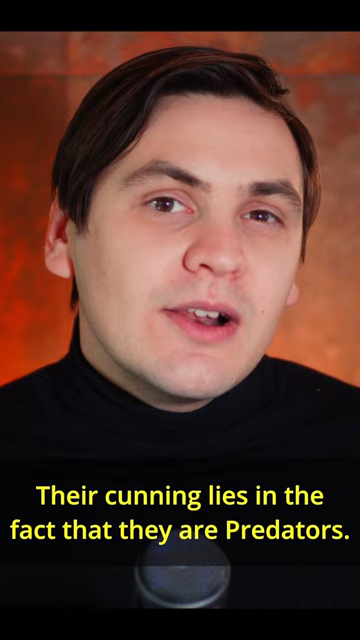 Their cunning lies in the
fact that they are Predators.